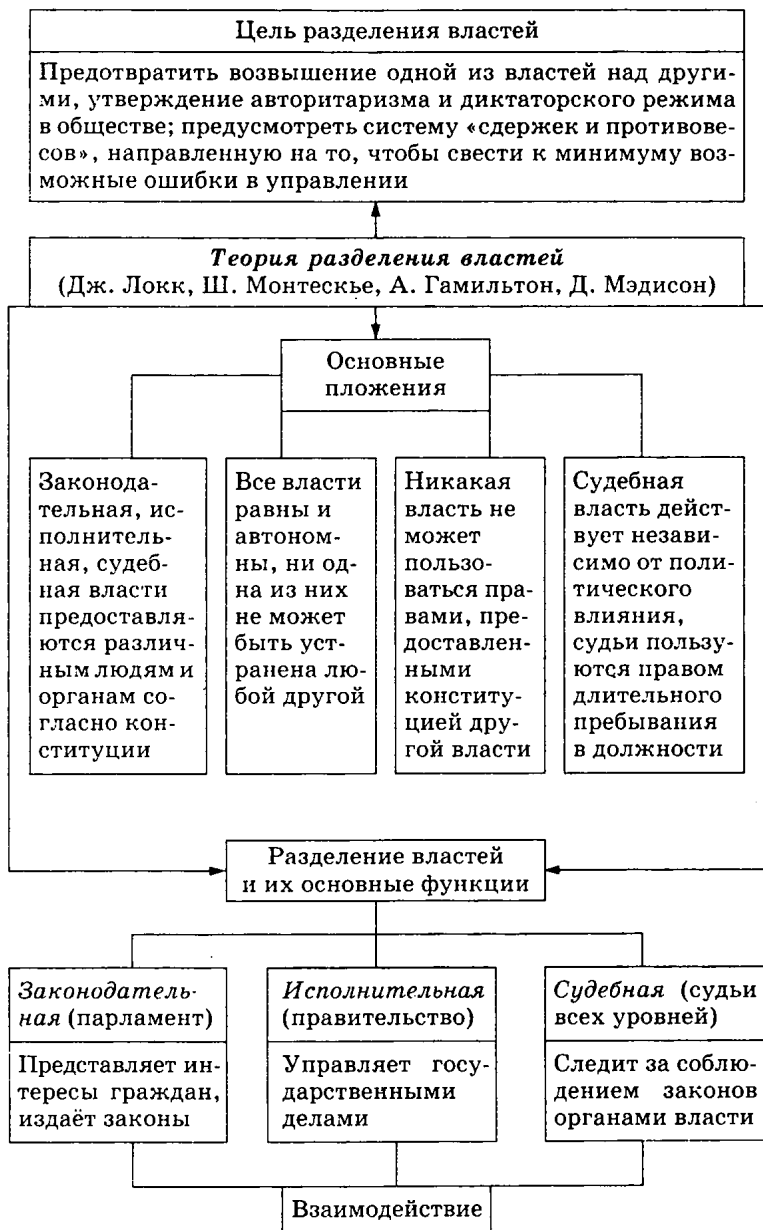 Цель разделения властей
Предотвратить возвышение одной из властей над други-
ми, утверждение авторитаризма и диктаторского режима
в обществе; предусмотреть систему «сдержек и противове-
сов», направленную на то, чтобы свести к минимуму воз-
можные ошибки в управлении
Теория разделения властей
(Дж. Локк, Ш. Монтескье, А. Гамильтон, Д. Мэдисон)
Основные
пложения
Законода-
тельная, ис-
полнитель-
ная, судеб-
ная власти
предоставля-
ются различ-
ным людям и
органам со-
гласно кон-
ституции
Все власти
равны и
автоном-
ны, ни од-
на из них
не может
быть уст-
ранена лю-
бой другой
Никакая
власть не
может
пользо-
ваться пра-
вами, пре-
доставлен-
ными
конститу-
цией дру-
гой власти
Судебная
власть дейст-
вует незави-
симо от поли-
тического
влияния,
судьи пользу-
ются правом
длительного
пребывания
в должности
Разделение властей
и их основные функции
Законодатель-
ная (парламент)
Представляет ин-
тересы граждан,
издаёт законы
Исполнительная
(правительство)
Управляет госу-
дарственными
делами
Судебная (судьи
всех уровней)
Следит за соблю-
дением законов
органами власти
Взаимодействие